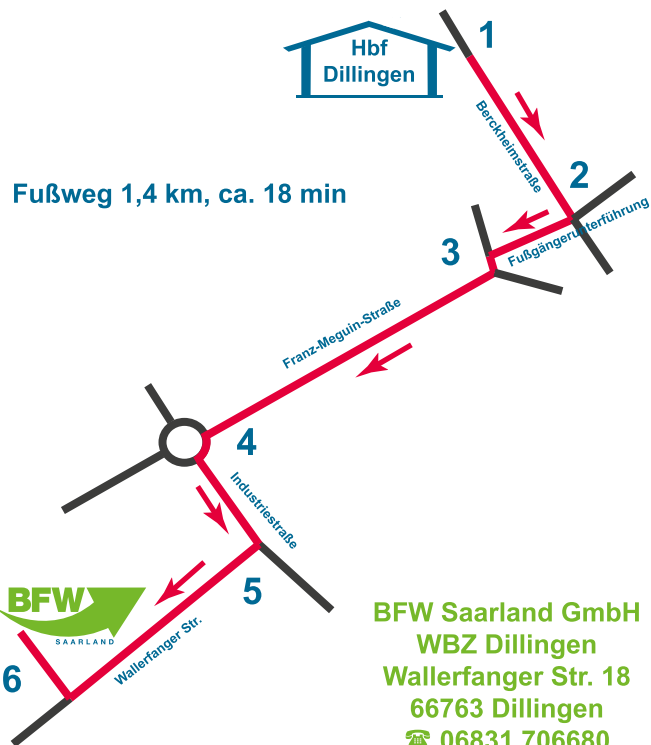 1
Hbf
Dillingen
Berckheimstraße
2
Fußweg 1,4 km, ca. 18 min
Fußgängerunterführung
3
Franz-Meguin-Straße
4
Industriestraße
5
BFW
SAARLAND
Wallerfanger Str.
6
BFW Saarland GmbH
WBZ Dillingen
Wallerfanger Str. 18
66763 Dillingen
☎ 06831 706680